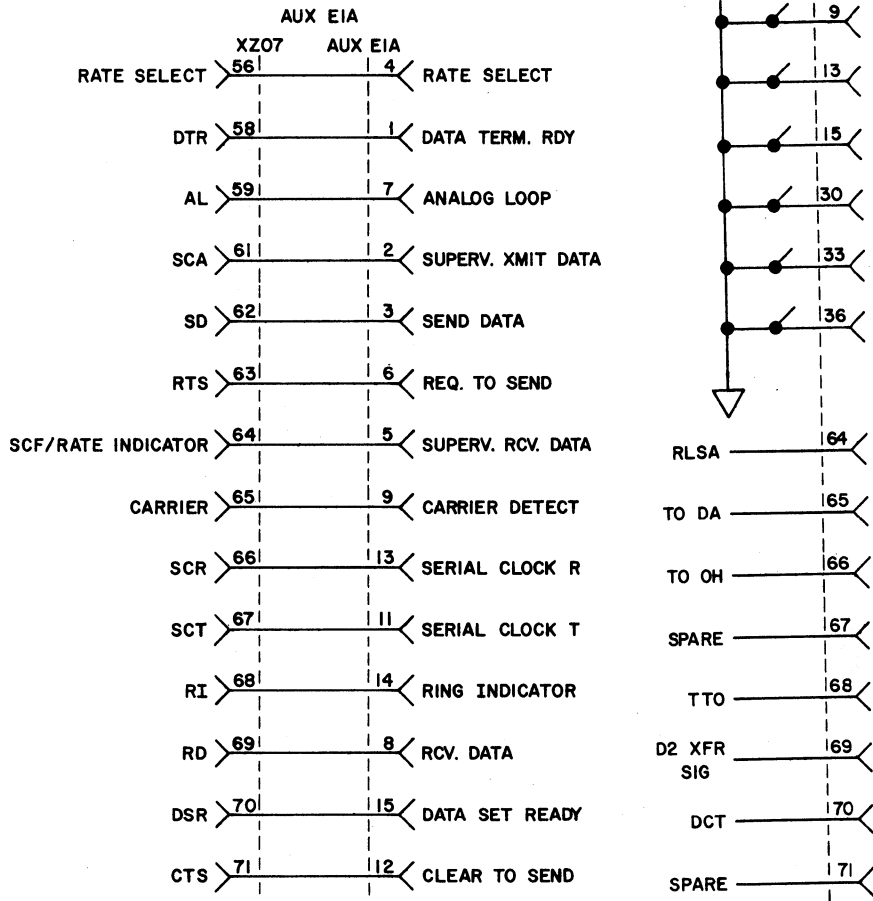 AUX EIA
XZ07 AUX EIA
RATE SELECT 56 4 RATE SELECT
DTR 58 1 DATA TERM. RDY
AL 59 7 ANALOG LOOP
SCA 61 2 SUPERV. XMIT DATA
SD 62 3 SEND DATA
RTS 63 6 REQ. TO SEND
SCF/RATE INDICATOR 64 5 SUPERV. RCV. DATA
CARRIER 65 9 CARRIER DETECT
SCR 66 13 SERIAL CLOCK R
SCT 67 11 SERIAL CLOCK T
RI 68 14 RING INDICATOR
RD 69 8 RCV. DATA
DSR 70 15 DATA SET READY
CTS 71 12 CLEAR TO SEND
9
13
15
30
33
36
RLSA 64
TO DA 65
TO OH 66
SPARE 67
TTO 68
D2 XFR 69
SIG
DCT 70
SPARE 71